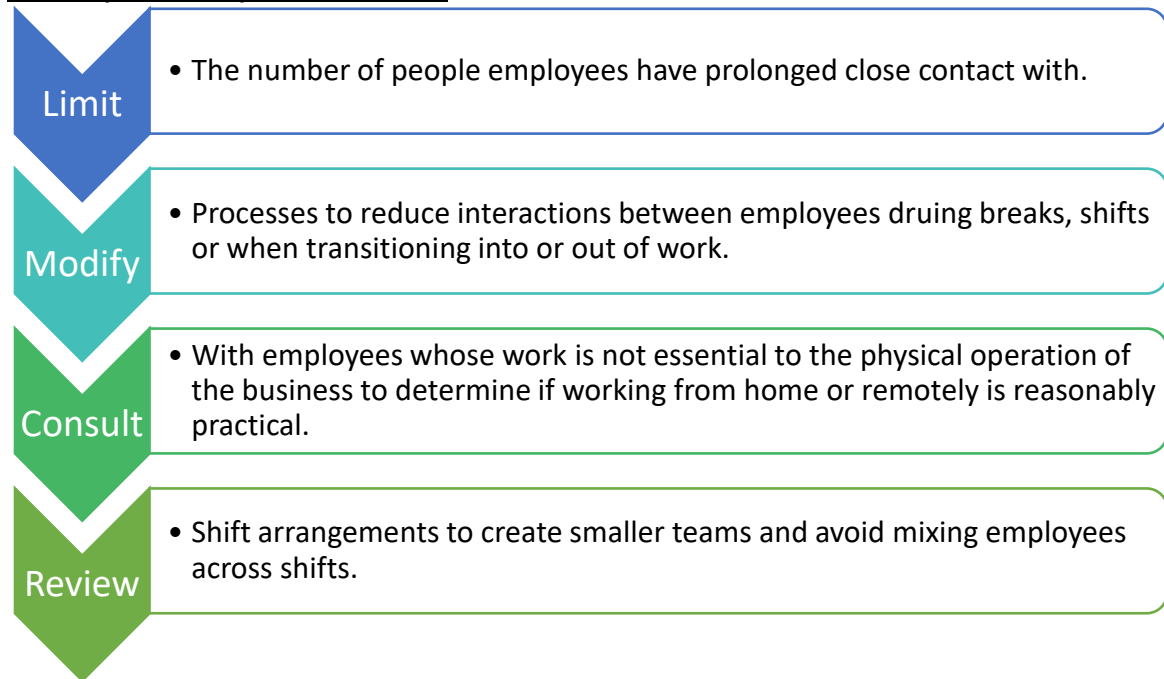 Limit
• The number of people employees have prolonged close contact with.
Modify
• Processes to reduce interactions between employees druing breaks, shifts
or when transitioning into or out of work.
Consult
• With employees whose work is not essential to the physical operation of
the business to determine if working from home or remotely is reasonably
practical.
Review
• Shift arrangements to create smaller teams and avoid mixing employees
across shifts.